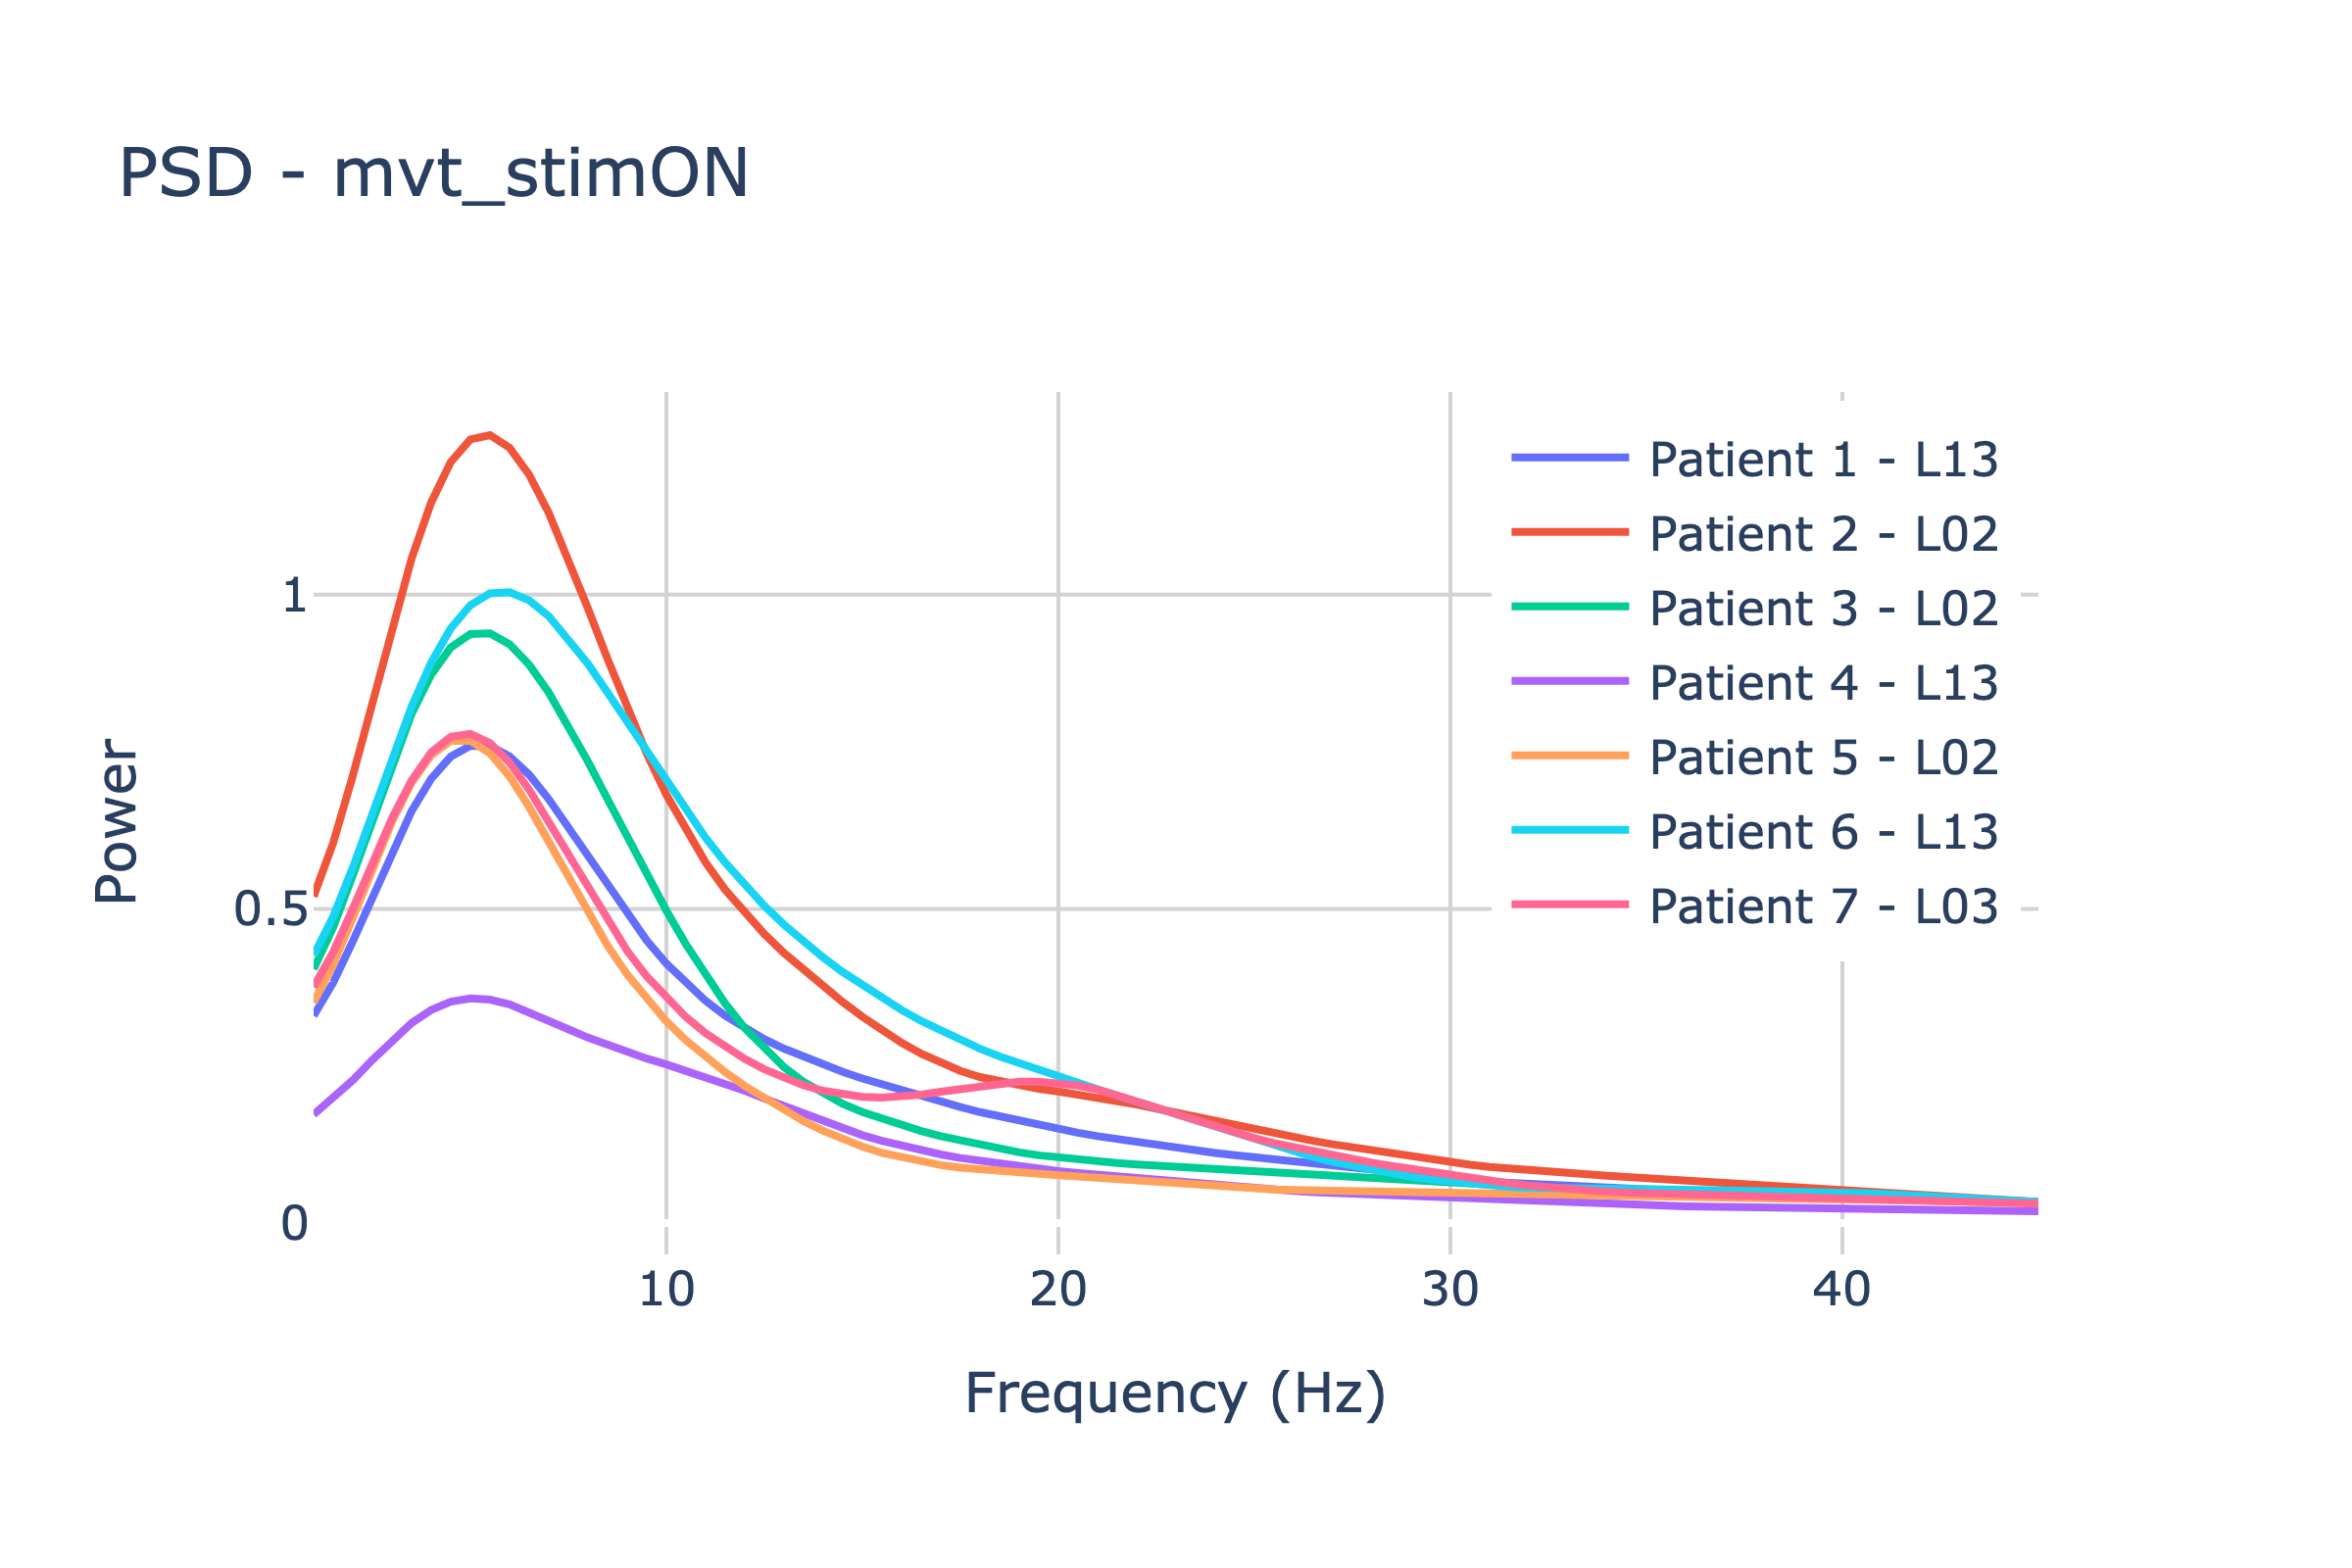 PSD - mvt_stimON
Power
1
0.5
0
10
20
30
40
Frequency (Hz)
Patient 1 - L13
Patient 2 - L02
Patient 3 - L02
Patient 4 - L13
Patient 5 - L02
Patient 6 - L13
Patient 7 - L03